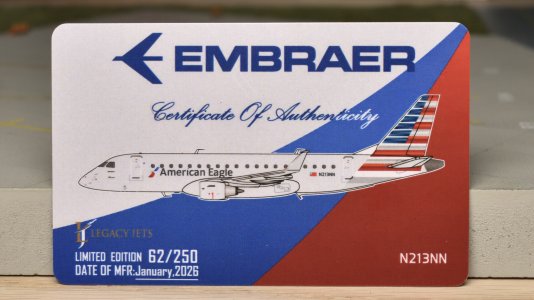 EMBRAER
Certificate Of Authenticity
American Eagle
N213NN
LEGACY JETS
LIMITED EDITION 62/250
DATE OF MFR:January,2026
N213NN